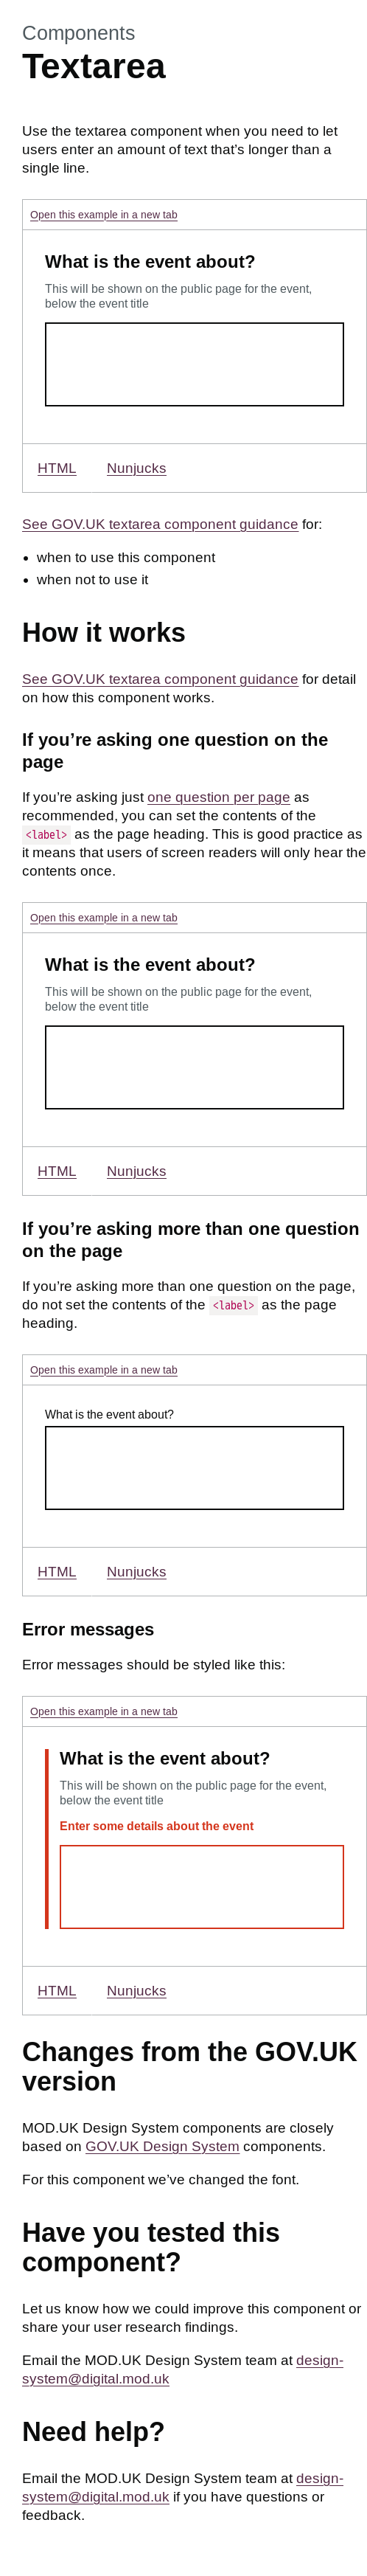 Components
Textarea
Use the textarea component when you need to let
users enter an amount of text that’s longer than a
single line.
Open this example in a new tab
What is the event about?
This will be shown on the public page for the event,
below the event title
HTML Nunjucks
See GOV.UK textarea component guidance for:
• when to use this component
• when not to use it
How it works
See GOV.UK textarea component guidance for detail
on how this component works.
If you’re asking one question on the
page
If you’re asking just one question per page as
recommended, you can set the contents of the
<label> as the page heading. This is good practice as
it means that users of screen readers will only hear the
contents once.
Open this example in a new tab
What is the event about?
This will be shown on the public page for the event,
below the event title
HTML Nunjucks
If you’re asking more than one question
on the page
If you’re asking more than one question on the page,
do not set the contents of the <label> as the page
heading.
Open this example in a new tab
What is the event about?
HTML Nunjucks
Error messages
Error messages should be styled like this:
Open this example in a new tab
What is the event about?
This will be shown on the public page for the event,
below the event title
Enter some details about the event
HTML Nunjucks
Changes from the GOV.UK
version
MOD.UK Design System components are closely
based on GOV.UK Design System components.
For this component we’ve changed the font.
Have you tested this
component?
Let us know how we could improve this component or
share your user research findings.
Email the MOD.UK Design System team at design-
system@digital.mod.uk
Need help?
Email the MOD.UK Design System team at design-
system@digital.mod.uk if you have questions or
feedback.